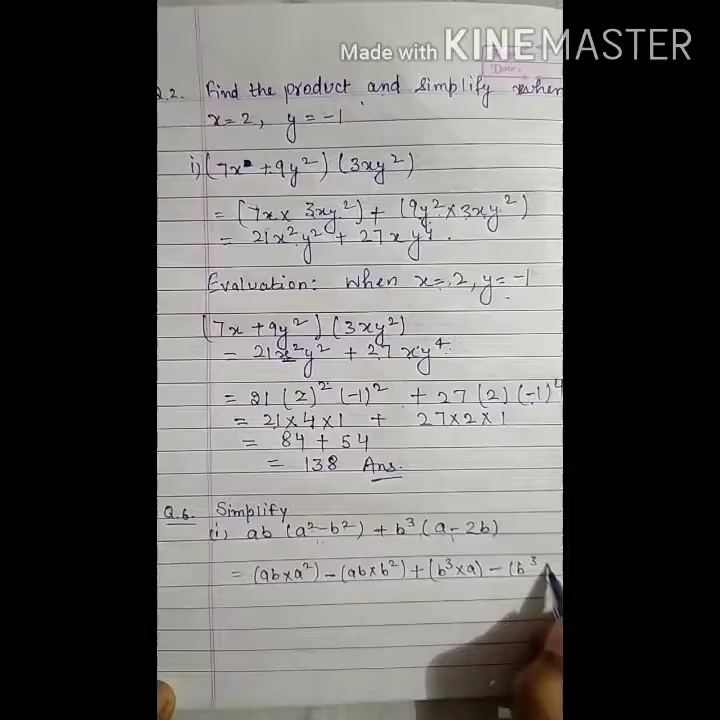 Made with KINEMASTER
Date:
Q.2. Find the product and simplify when
x=2, y=-1
i) (7x +9y²) (3xy²)
= (7x × 3xy²) + (9y² × 3xy²)
= 21x²y² + 27xy⁴.
Evaluation: when x=2, y=-1
(7x +9y²) (3xy²)
= 21x²y² + 27xy⁴
= 21 (2)² (-1)² + 27 (2) (-1)⁴
= 21×4×1 + 27×2×1
= 84 + 54
= 138 Ans.
Q.6. Simplify
(i) ab (a²-b²) + b³ (a-2b)
= (ab×a²) - (ab×b²) + (b³×a) - (b³